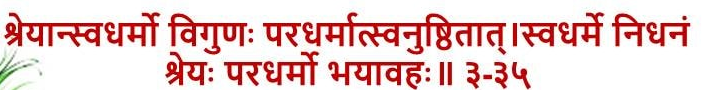 श्रेयान्स्वधर्मो विगुणः परधर्मात्स्वनुष्ठितात्।स्वधर्मे निधनं
श्रेयः परधर्मो भयावहः॥ ३-३५